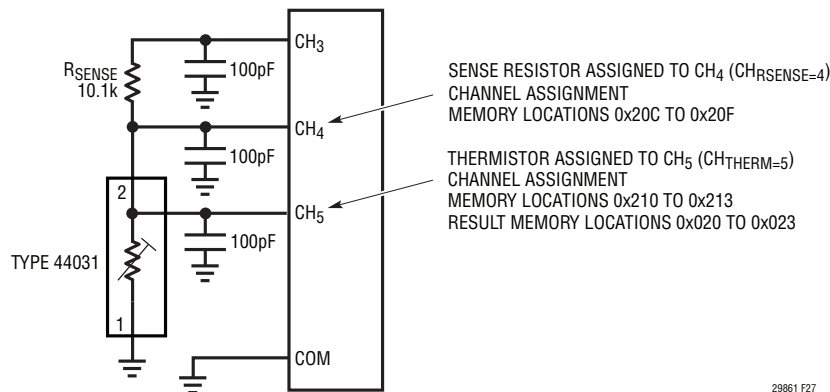 CH3
RSENSE
10.1k
100pF
SENSE RESISTOR ASSIGNED TO CH4 (CHRSENSE=4)
CHANNEL ASSIGNMENT
MEMORY LOCATIONS 0x20C TO 0x20F
CH4
100pF
THERMISTOR ASSIGNED TO CH5 (CHTHERM=5)
CHANNEL ASSIGNMENT
MEMORY LOCATIONS 0x210 TO 0x213
RESULT MEMORY LOCATIONS 0x020 TO 0x023
2
CH5
100pF
TYPE 44031
1
COM
29861 F27